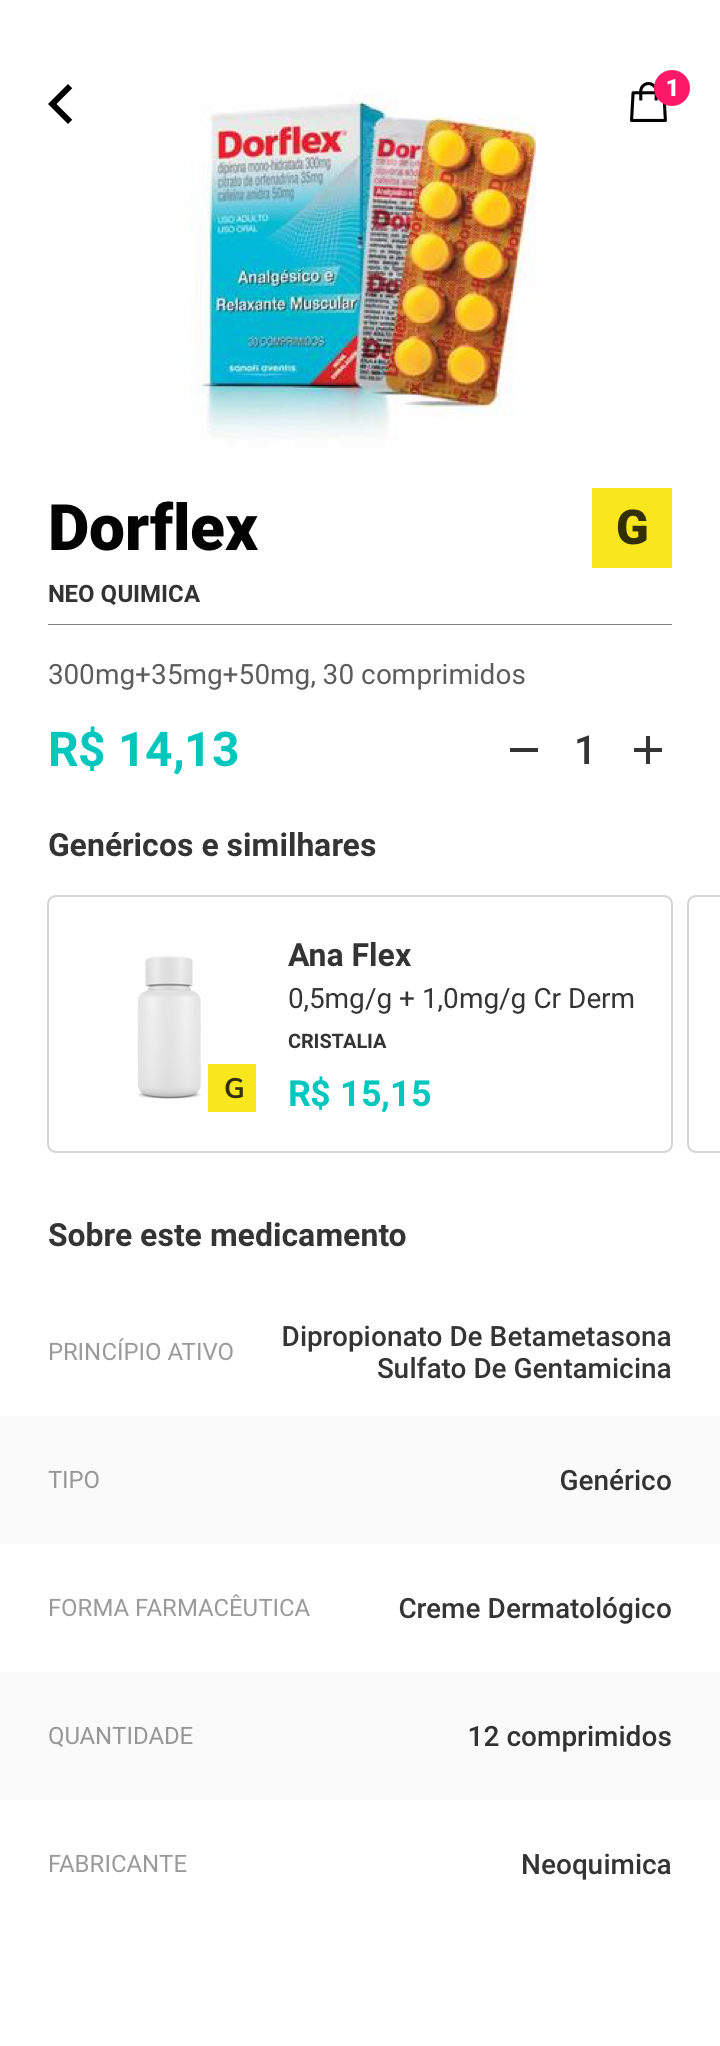 1
Dorflex
dipirona mono-hidratada 300mg
citrato de orfenadrina 35mg
cafeína anidra 50mg
USO ADULTO
USO ORAL
Analgésico e
Relaxante Muscular
30 COMPRIMIDOS
sanofi aventis
Dorflex
G
NEO QUIMICA
300mg+35mg+50mg, 30 comprimidos
R$ 14,13
1
Genéricos e similhares
Ana Flex
0,5mg/g + 1,0mg/g Cr Derm
CRISTALIA
G
R$ 15,15
Sobre este medicamento
PRINCÍPIO ATIVO
Dipropionato De Betametasona
Sulfato De Gentamicina
TIPO
Genérico
FORMA FARMACÊUTICA
Creme Dermatológico
QUANTIDADE
12 comprimidos
FABRICANTE
Neoquimica